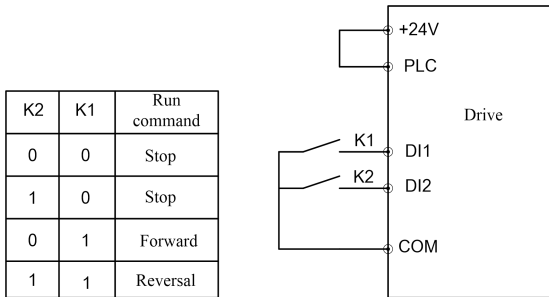 K2 K1 Run command
0 0 Stop
1 0 Stop
0 1 Forward
1 1 Reversal
+24V
PLC
Drive
K1 DI1
K2 DI2
COM